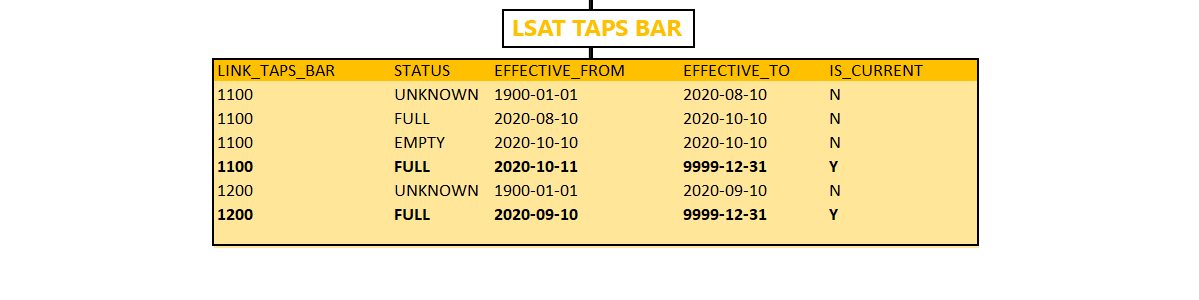 LSAT TAPS BAR
LINK_TAPS_BAR STATUS EFFECTIVE_FROM EFFECTIVE_TO IS_CURRENT
1100 UNKNOWN 1900-01-01 2020-08-10 N
1100 FULL 2020-08-10 2020-10-10 N
1100 EMPTY 2020-10-10 2020-10-10 N
1100 FULL 2020-10-11 9999-12-31 Y
1200 UNKNOWN 1900-01-01 2020-09-10 N
1200 FULL 2020-09-10 9999-12-31 Y